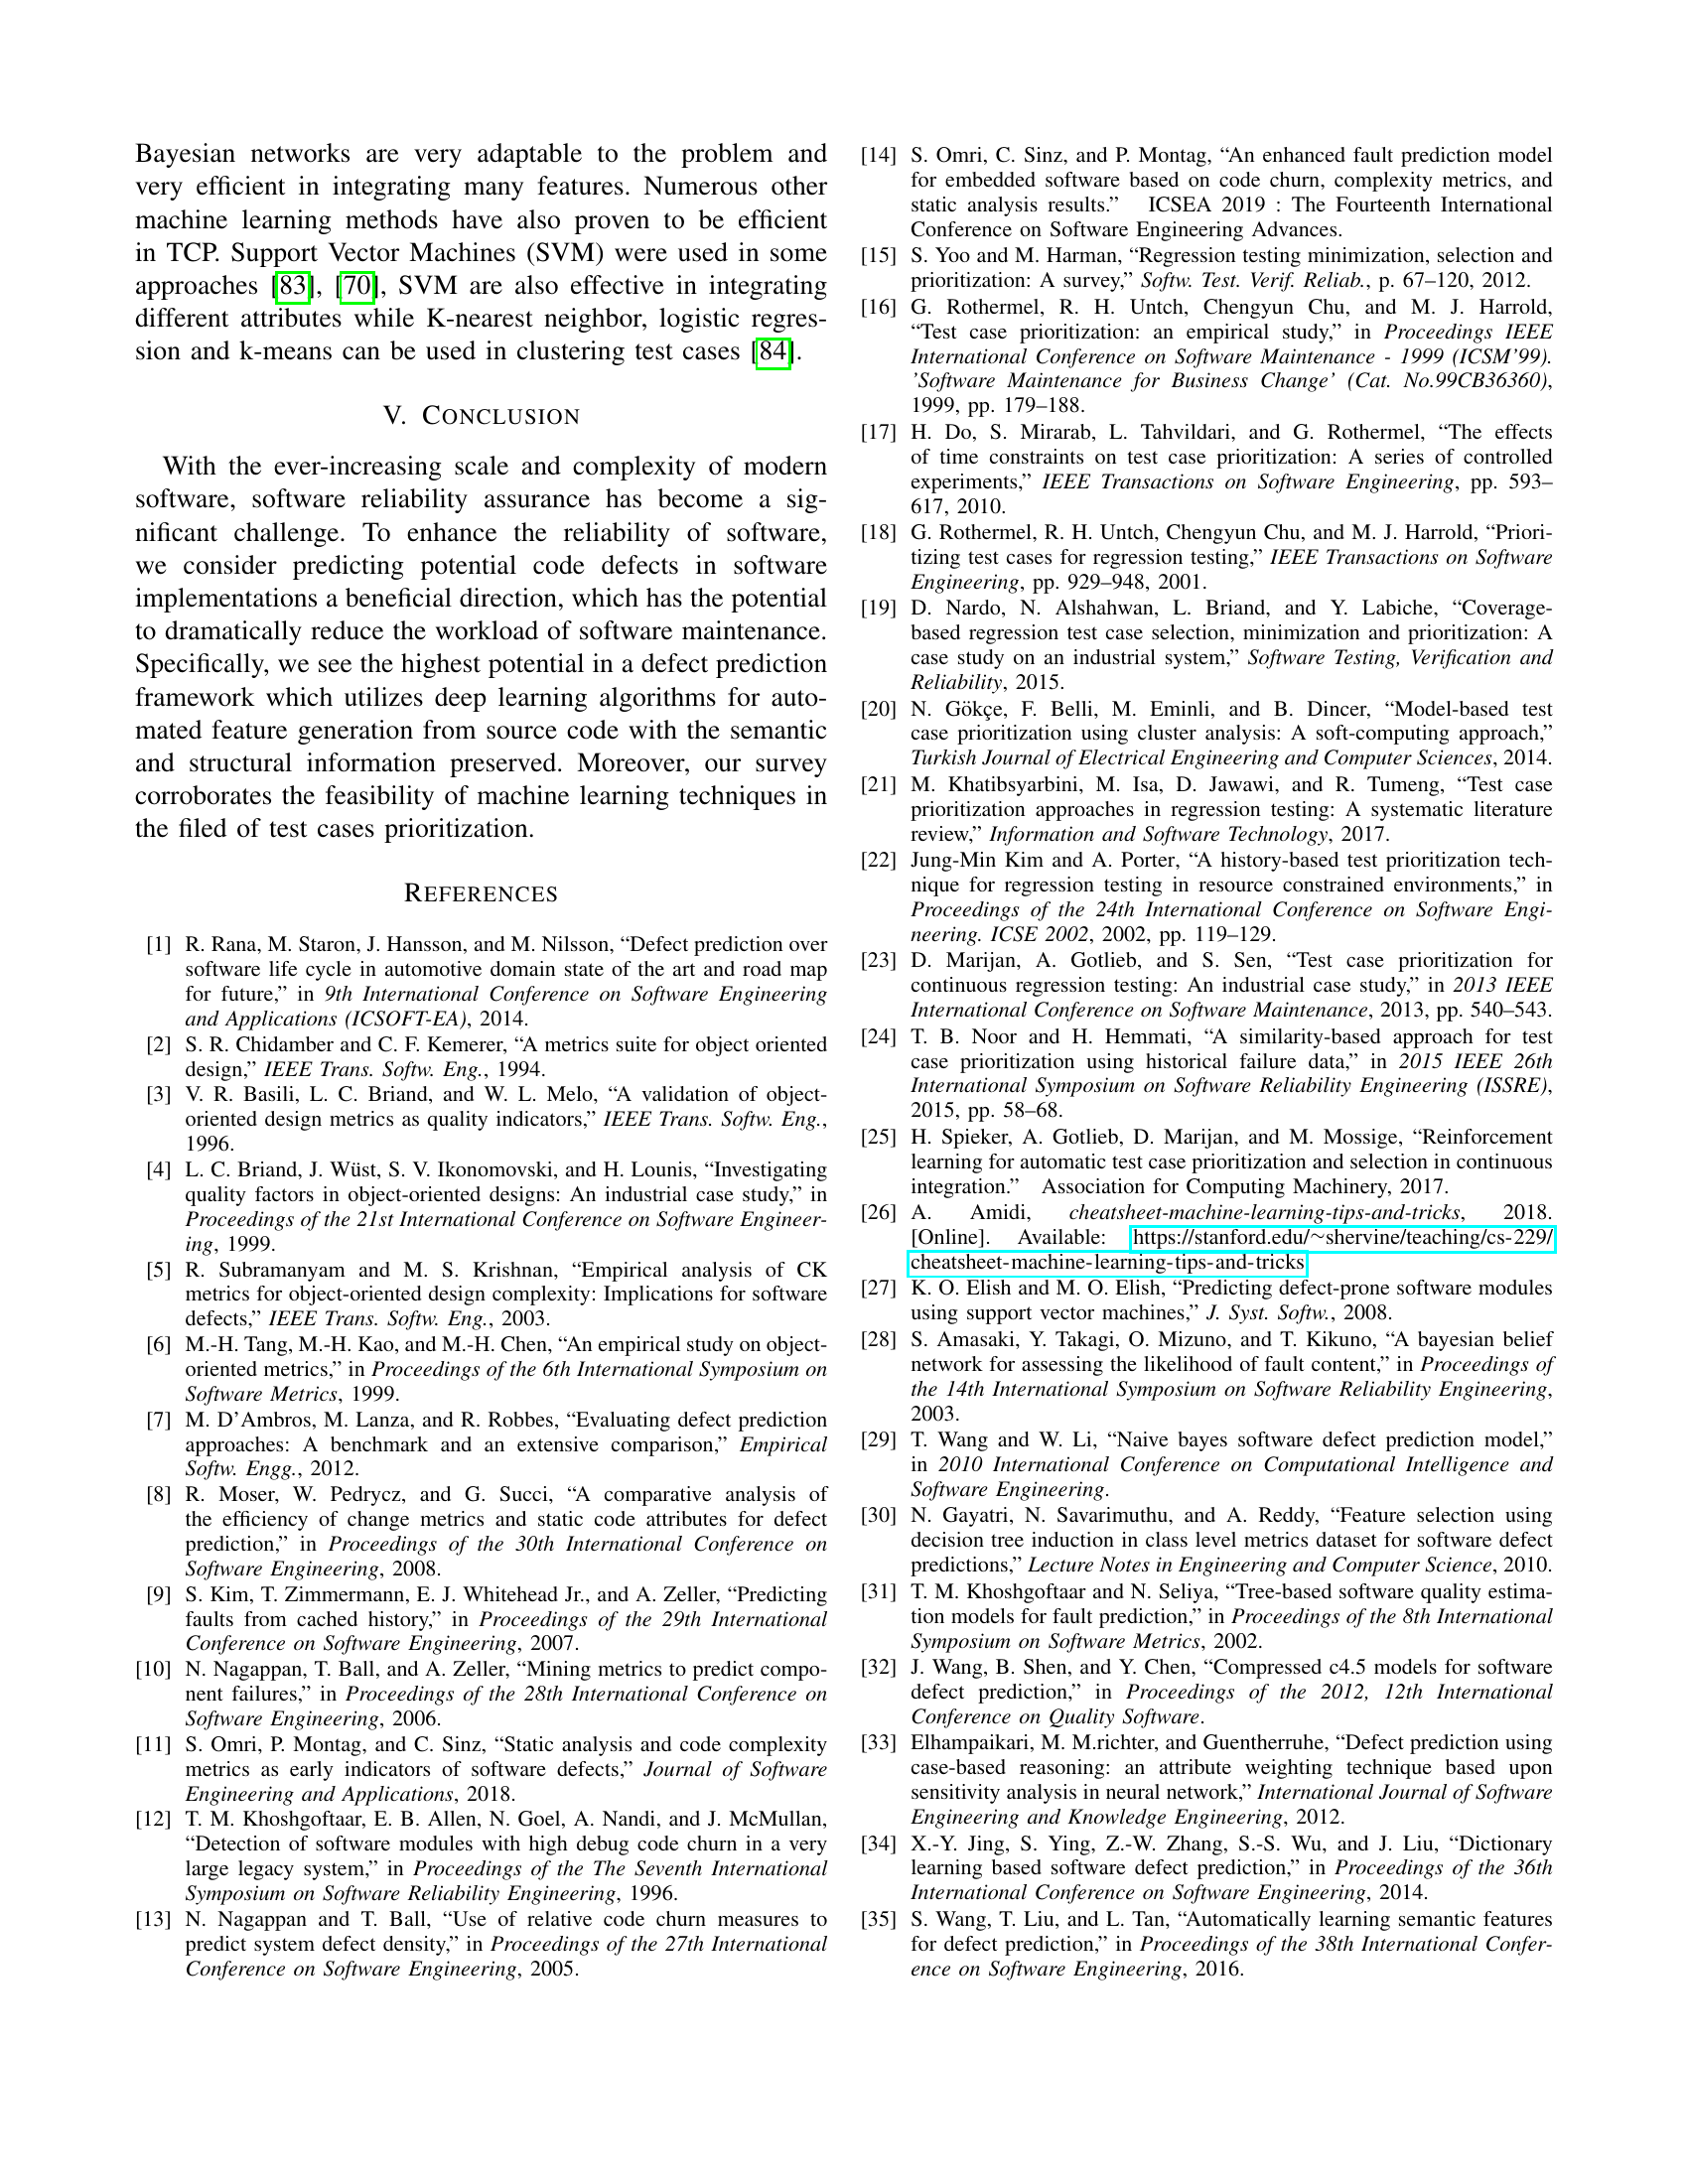 Bayesian networks are very adaptable to the problem and
very efficient in integrating many features. Numerous other
machine learning methods have also proven to be efficient
in TCP. Support Vector Machines (SVM) were used in some
approaches [83], [70], SVM are also effective in integrating
different attributes while K-nearest neighbor, logistic regres-
sion and k-means can be used in clustering test cases [84].
V. CONCLUSION
With the ever-increasing scale and complexity of modern
software, software reliability assurance has become a sig-
nificant challenge. To enhance the reliability of software,
we consider predicting potential code defects in software
implementations a beneficial direction, which has the potential
to dramatically reduce the workload of software maintenance.
Specifically, we see the highest potential in a defect prediction
framework which utilizes deep learning algorithms for auto-
mated feature generation from source code with the semantic
and structural information preserved. Moreover, our survey
corroborates the feasibility of machine learning techniques in
the filed of test cases prioritization.
REFERENCES
[1] R. Rana, M. Staron, J. Hansson, and M. Nilsson, “Defect prediction over
software life cycle in automotive domain state of the art and road map
for future,” in 9th International Conference on Software Engineering
and Applications (ICSOFT-EA), 2014.
[2] S. R. Chidamber and C. F. Kemerer, “A metrics suite for object oriented
design,” IEEE Trans. Softw. Eng., 1994.
[3] V. R. Basili, L. C. Briand, and W. L. Melo, “A validation of object-
oriented design metrics as quality indicators,” IEEE Trans. Softw. Eng.,
1996.
[4] L. C. Briand, J. Wüst, S. V. Ikonomovski, and H. Lounis, “Investigating
quality factors in object-oriented designs: An industrial case study,” in
Proceedings of the 21st International Conference on Software Engineer-
ing, 1999.
[5] R. Subramanyam and M. S. Krishnan, “Empirical analysis of CK
metrics for object-oriented design complexity: Implications for software
defects,” IEEE Trans. Softw. Eng., 2003.
[6] M.-H. Tang, M.-H. Kao, and M.-H. Chen, “An empirical study on object-
oriented metrics,” in Proceedings of the 6th International Symposium on
Software Metrics, 1999.
[7] M. D’Ambros, M. Lanza, and R. Robbes, “Evaluating defect prediction
approaches: A benchmark and an extensive comparison,” Empirical
Softw. Engg., 2012.
[8] R. Moser, W. Pedrycz, and G. Succi, “A comparative analysis of
the efficiency of change metrics and static code attributes for defect
prediction,” in Proceedings of the 30th International Conference on
Software Engineering, 2008.
[9] S. Kim, T. Zimmermann, E. J. Whitehead Jr., and A. Zeller, “Predicting
faults from cached history,” in Proceedings of the 29th International
Conference on Software Engineering, 2007.
[10] N. Nagappan, T. Ball, and A. Zeller, “Mining metrics to predict compo-
nent failures,” in Proceedings of the 28th International Conference on
Software Engineering, 2006.
[11] S. Omri, P. Montag, and C. Sinz, “Static analysis and code complexity
metrics as early indicators of software defects,” Journal of Software
Engineering and Applications, 2018.
[12] T. M. Khoshgoftaar, E. B. Allen, N. Goel, A. Nandi, and J. McMullan,
“Detection of software modules with high debug code churn in a very
large legacy system,” in Proceedings of the The Seventh International
Symposium on Software Reliability Engineering, 1996.
[13] N. Nagappan and T. Ball, “Use of relative code churn measures to
predict system defect density,” in Proceedings of the 27th International
Conference on Software Engineering, 2005.
[14] S. Omri, C. Sinz, and P. Montag, “An enhanced fault prediction model
for embedded software based on code churn, complexity metrics, and
static analysis results.” ICSEA 2019 : The Fourteenth International
Conference on Software Engineering Advances.
[15] S. Yoo and M. Harman, “Regression testing minimization, selection and
prioritization: A survey,” Softw. Test. Verif. Reliab., p. 67–120, 2012.
[16] G. Rothermel, R. H. Untch, Chengyun Chu, and M. J. Harrold,
“Test case prioritization: an empirical study,” in Proceedings IEEE
International Conference on Software Maintenance - 1999 (ICSM’99).
’Software Maintenance for Business Change’ (Cat. No.99CB36360),
1999, pp. 179–188.
[17] H. Do, S. Mirarab, L. Tahvildari, and G. Rothermel, “The effects
of time constraints on test case prioritization: A series of controlled
experiments,” IEEE Transactions on Software Engineering, pp. 593–
617, 2010.
[18] G. Rothermel, R. H. Untch, Chengyun Chu, and M. J. Harrold, “Priori-
tizing test cases for regression testing,” IEEE Transactions on Software
Engineering, pp. 929–948, 2001.
[19] D. Nardo, N. Alshahwan, L. Briand, and Y. Labiche, “Coverage-
based regression test case selection, minimization and prioritization: A
case study on an industrial system,” Software Testing, Verification and
Reliability, 2015.
[20] N. Gökçe, F. Belli, M. Eminli, and B. Dincer, “Model-based test
case prioritization using cluster analysis: A soft-computing approach,”
Turkish Journal of Electrical Engineering and Computer Sciences, 2014.
[21] M. Khatibsyarbini, M. Isa, D. Jawawi, and R. Tumeng, “Test case
prioritization approaches in regression testing: A systematic literature
review,” Information and Software Technology, 2017.
[22] Jung-Min Kim and A. Porter, “A history-based test prioritization tech-
nique for regression testing in resource constrained environments,” in
Proceedings of the 24th International Conference on Software Engi-
neering. ICSE 2002, 2002, pp. 119–129.
[23] D. Marijan, A. Gotlieb, and S. Sen, “Test case prioritization for
continuous regression testing: An industrial case study,” in 2013 IEEE
International Conference on Software Maintenance, 2013, pp. 540–543.
[24] T. B. Noor and H. Hemmati, “A similarity-based approach for test
case prioritization using historical failure data,” in 2015 IEEE 26th
International Symposium on Software Reliability Engineering (ISSRE),
2015, pp. 58–68.
[25] H. Spieker, A. Gotlieb, D. Marijan, and M. Mossige, “Reinforcement
learning for automatic test case prioritization and selection in continuous
integration.” Association for Computing Machinery, 2017.
[26] A. Amidi, cheatsheet-machine-learning-tips-and-tricks, 2018.
[Online]. Available: https://stanford.edu/~shervine/teaching/cs-229/
cheatsheet-machine-learning-tips-and-tricks
[27] K. O. Elish and M. O. Elish, “Predicting defect-prone software modules
using support vector machines,” J. Syst. Softw., 2008.
[28] S. Amasaki, Y. Takagi, O. Mizuno, and T. Kikuno, “A bayesian belief
network for assessing the likelihood of fault content,” in Proceedings of
the 14th International Symposium on Software Reliability Engineering,
2003.
[29] T. Wang and W. Li, “Naive bayes software defect prediction model,”
in 2010 International Conference on Computational Intelligence and
Software Engineering.
[30] N. Gayatri, N. Savarimuthu, and A. Reddy, “Feature selection using
decision tree induction in class level metrics dataset for software defect
predictions,” Lecture Notes in Engineering and Computer Science, 2010.
[31] T. M. Khoshgoftaar and N. Seliya, “Tree-based software quality estima-
tion models for fault prediction,” in Proceedings of the 8th International
Symposium on Software Metrics, 2002.
[32] J. Wang, B. Shen, and Y. Chen, “Compressed c4.5 models for software
defect prediction,” in Proceedings of the 2012, 12th International
Conference on Quality Software.
[33] Elhampaikari, M. M.richter, and Guentherruhe, “Defect prediction using
case-based reasoning: an attribute weighting technique based upon
sensitivity analysis in neural network,” International Journal of Software
Engineering and Knowledge Engineering, 2012.
[34] X.-Y. Jing, S. Ying, Z.-W. Zhang, S.-S. Wu, and J. Liu, “Dictionary
learning based software defect prediction,” in Proceedings of the 36th
International Conference on Software Engineering, 2014.
[35] S. Wang, T. Liu, and L. Tan, “Automatically learning semantic features
for defect prediction,” in Proceedings of the 38th International Confer-
ence on Software Engineering, 2016.